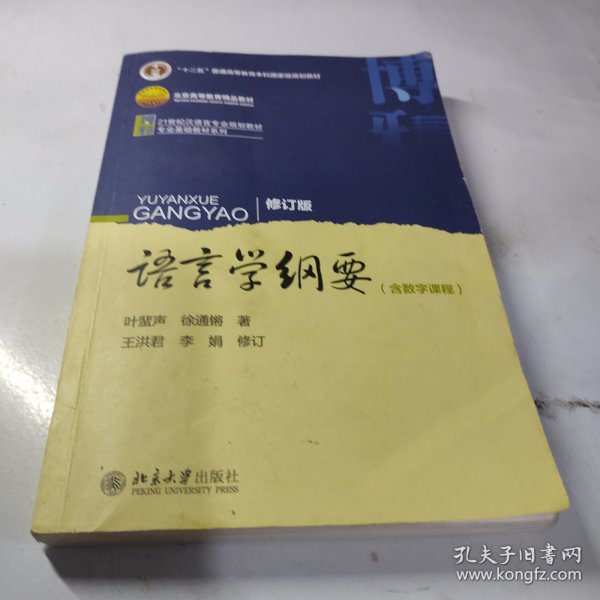 “十二五”普通高等教育本科国家级规划教材
北京高等教育精品教材
21世纪汉语言专业规划教材
专业基础教材系列
博
雅
YUYANXUE
GANGYAO
修订版
语言学纲要
(含数字课程)
叶蜚声 徐通锵 著
王洪君 李娟 修订
北京大学出版社
PEKING UNIVERSITY PRESS
孔夫子旧书网
www.kongfz.com